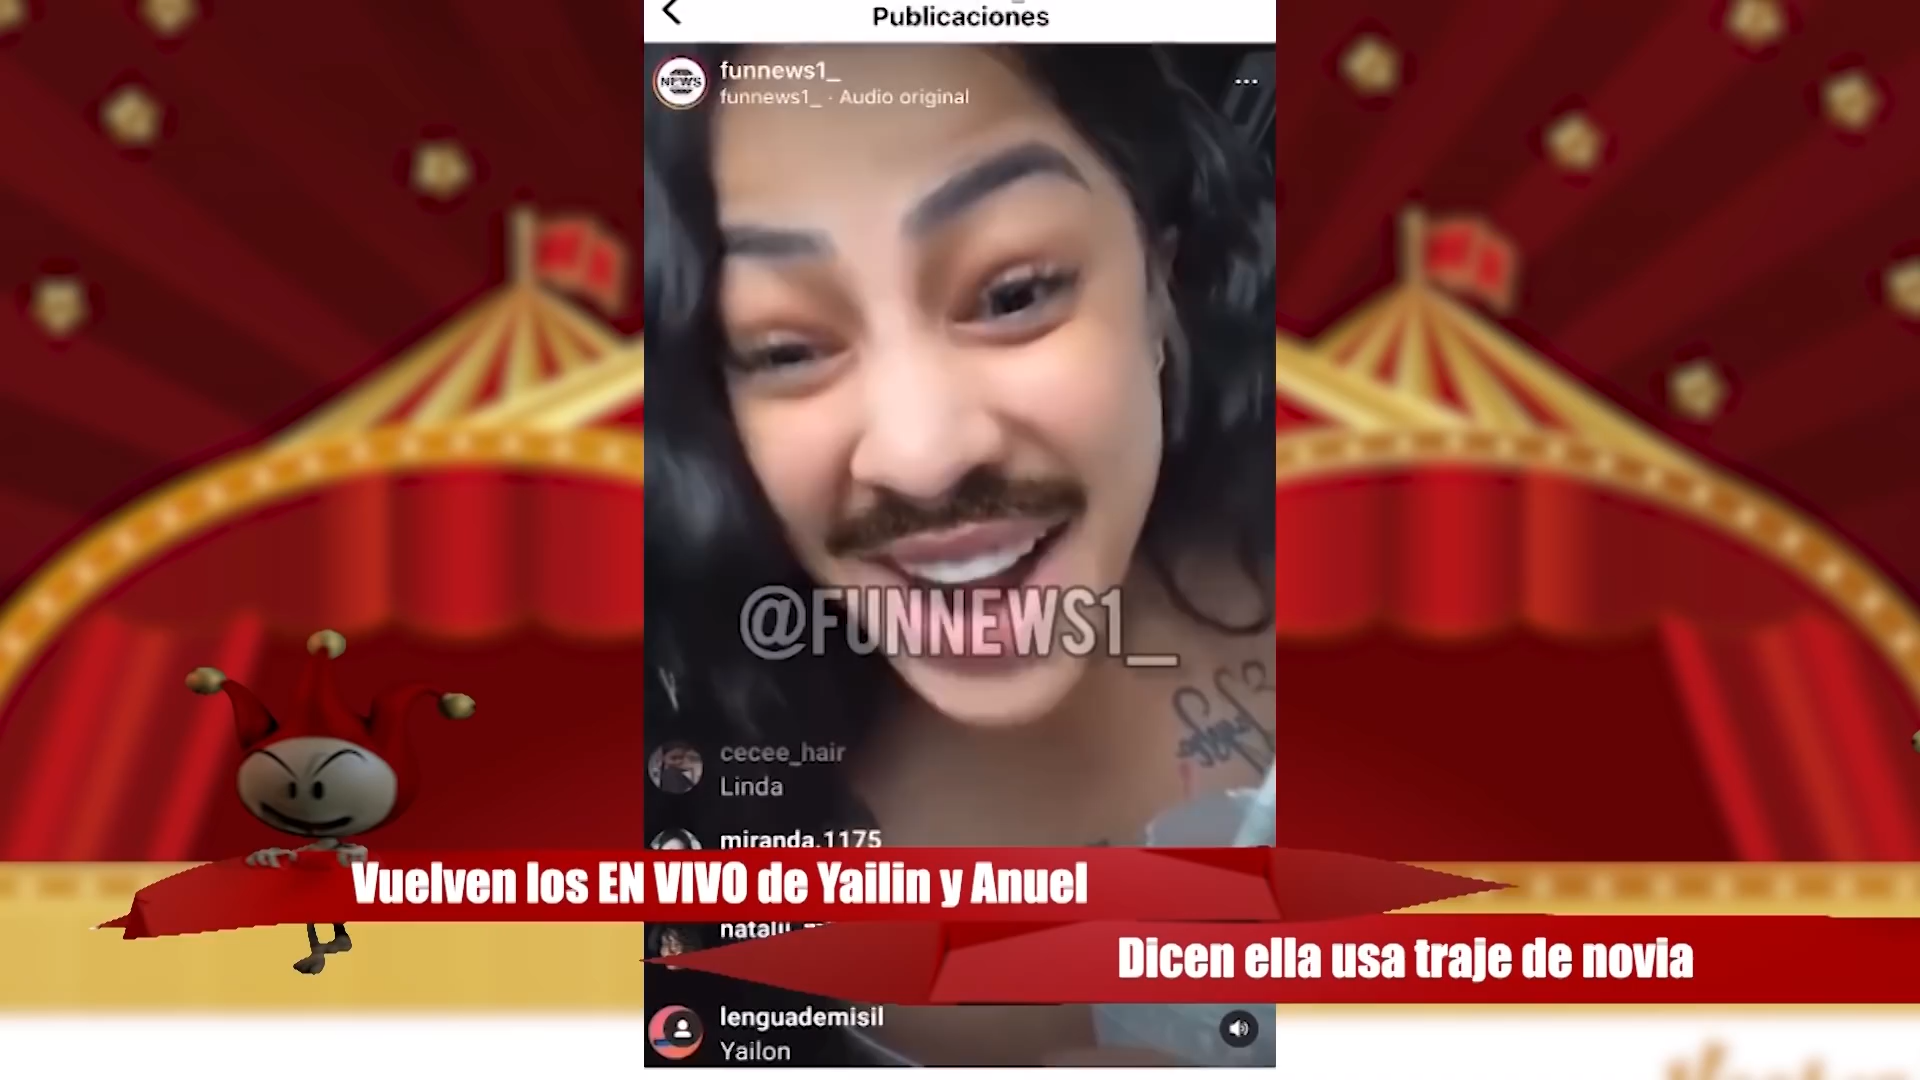 Publicaciones
NEWS
funnews1_
funnews1_ · Audio original
@FUNNEWS1_
cecee_hair
Linda
miranda.1175
Vuelven los EN VIVO de Yailin y Anuel
Dicen ella usa traje de novia
lenguademisil
Yailon